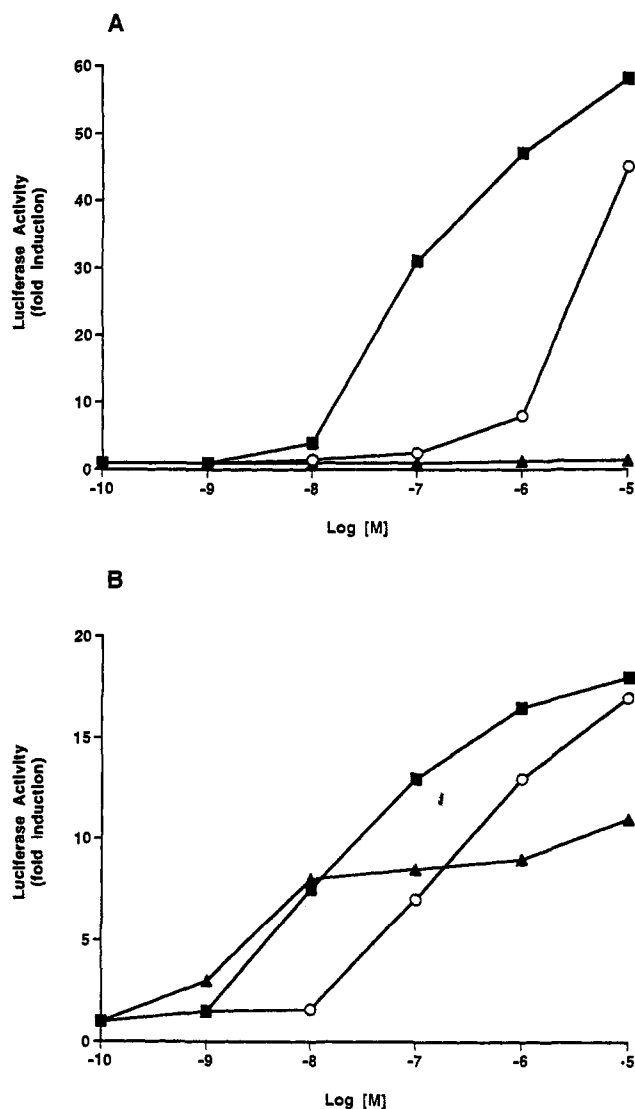 A
60
50
40
30
20
10
0
Luciferase Activity
(fold Induction)
-10 -9 -8 -7 -6 -5
Log [M]
B
20
15
10
5
0
Luciferase Activity
(fold Induction)
-10 -9 -8 -7 -6 -5
Log [M]